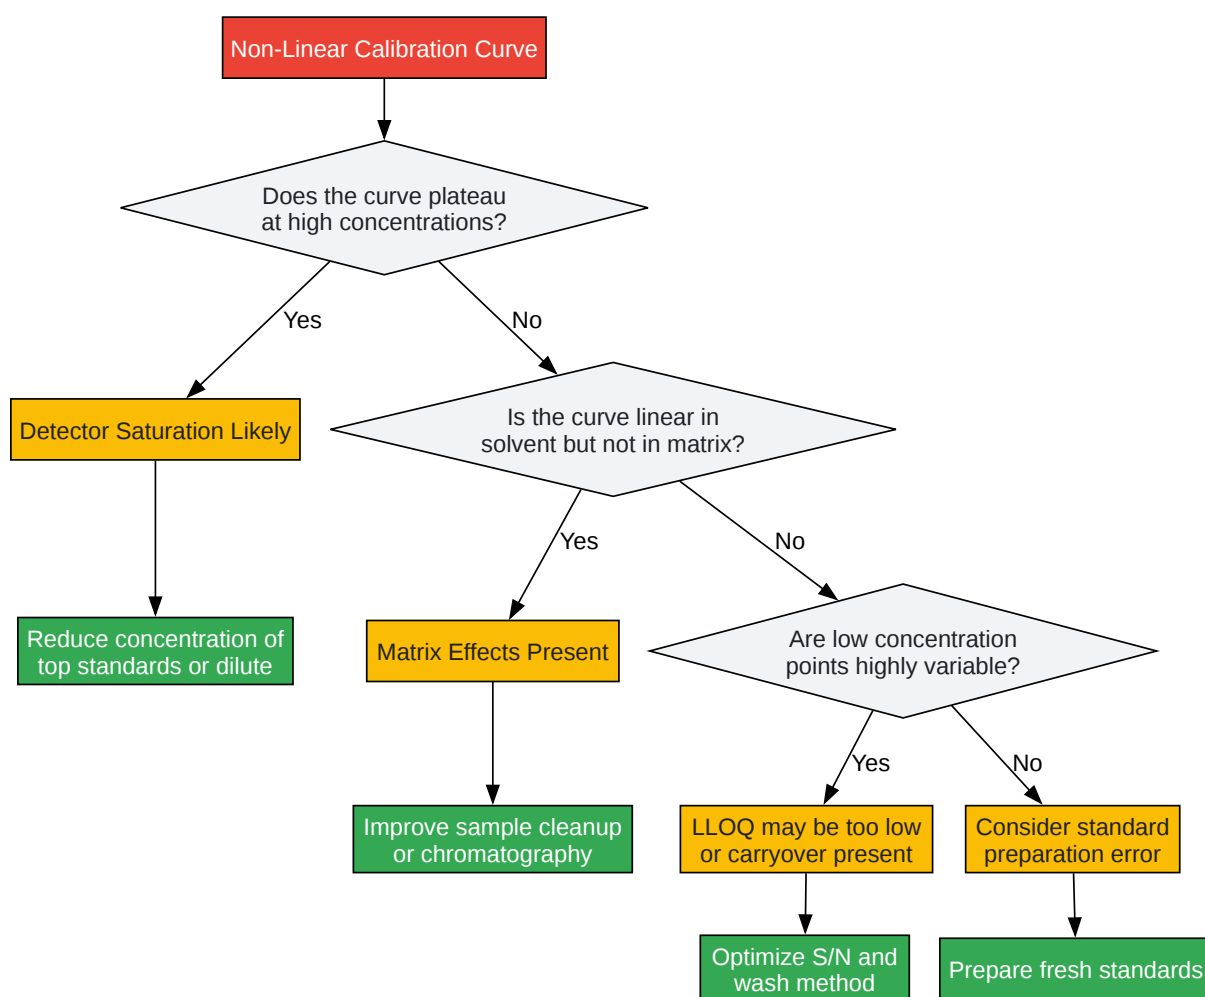 Non-Linear Calibration Curve
Does the curve plateau
at high concentrations?
Yes
No
Detector Saturation Likely
Is the curve linear in
solvent but not in matrix?
Yes
No
Reduce concentration of
top standards or dilute
Matrix Effects Present
Are low concentration
points highly variable?
Yes
No
Improve sample cleanup
or chromatography
LLOQ may be too low
or carryover present
Consider standard
preparation error
Optimize S/N and
wash method
Prepare fresh standards